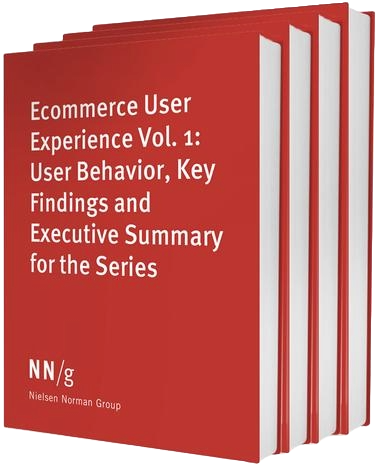 Ecommerce User
Experience Vol. 1:
User Behavior, Key
Findings and
Executive Summary
for the Series
NN/g
Nielsen Norman Group